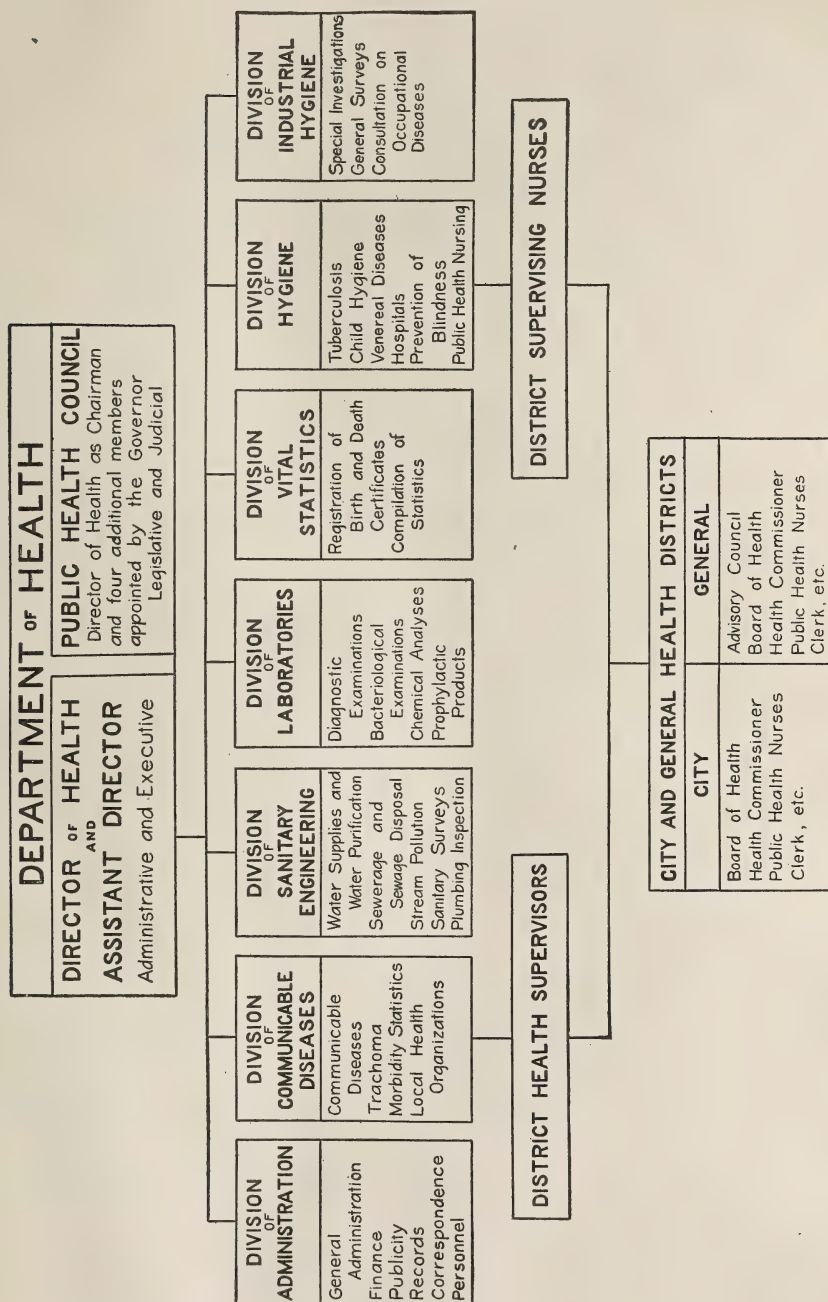 DEPARTMENT OF HEALTH
DIRECTOR OF HEALTH
AND
ASSISTANT DIRECTOR
Administrative and Executive
PUBLIC HEALTH COUNCIL
Director of Health as Chairman
and four additional members
appointed by the Governor
Legislative and Judicial
DIVISION
OF
ADMINISTRATION
General
Administration
Finance
Publicity
Records
Correspondence
Personnel
DIVISION
OF
COMMUNICABLE
DISEASES
Communicable
Diseases
Trachoma
Morbidity Statistics
Local Health
Organizations
DIVISION
OF
SANITARY
ENGINEERING
Water Supplies and
Water Purification
Sewerage and
Sewage Disposal
Stream Pollution
Sanitary Surveys
Plumbing Inspection
DIVISION
OF
LABORATORIES
Diagnostic
Examinations
Bacteriological
Examinations
Chemical Analyses
Prophylactic
Products
DIVISION
OF
VITAL
STATISTICS
Registration of
Birth and Death
Certificates
Compilation of
Statistics
DIVISION
OF
HYGIENE
Tuberculosis
Child Hygiene
Venereal Diseases
Hospitals
Prevention of
Blindness
Public Health Nursing
DIVISION
OF
INDUSTRIAL
HYGIENE
Special Investigations
General Surveys
Consultation on
Occupational
Diseases
DISTRICT HEALTH SUPERVISORS
DISTRICT SUPERVISING NURSES
CITY AND GENERAL HEALTH DISTRICTS
CITY
Board of Health
Health Commissioner
Public Health Nurses
Clerk, etc.
GENERAL
Advisory Council
Board of Health
Health Commissioner
Public Health Nurses
Clerk, etc.